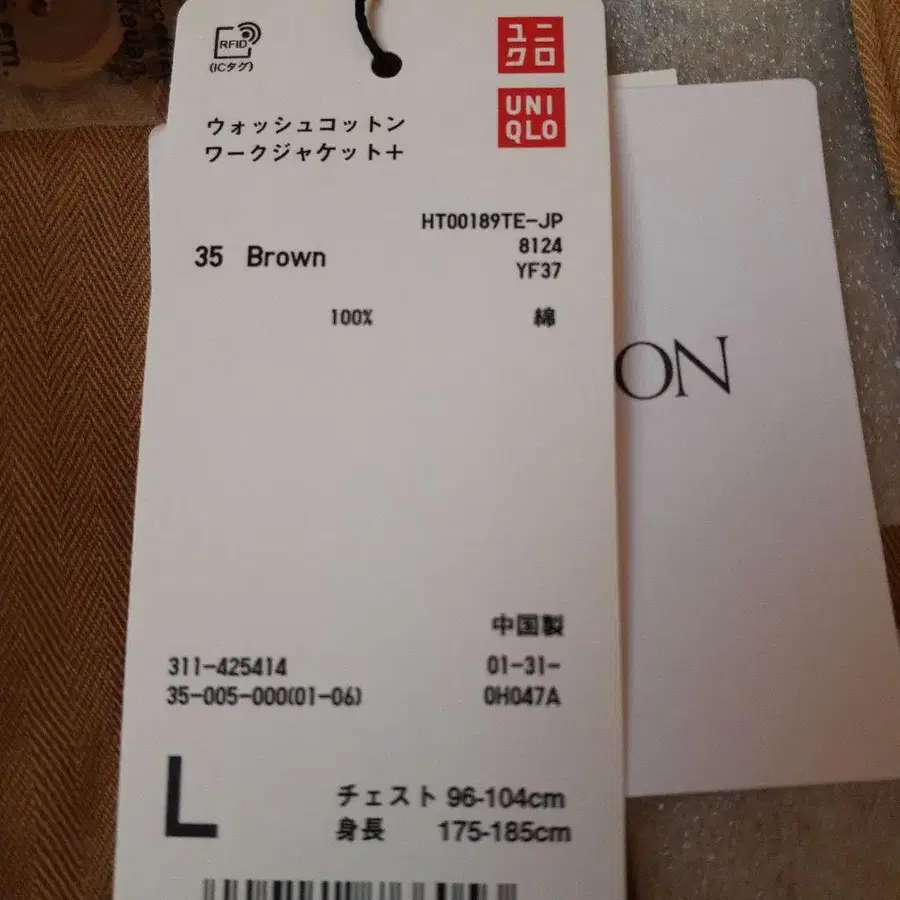 RFID
(ICタグ)
ユニ
クロ
UNI
QLO
ウォッシュコットン
ワークジャケット+
HT00189TE-JP
35 Brown
8124
YF37
100% 綿
ON
中国製
311-425414
01-31-
35-005-000(01-06)
0H047A
L
チェスト 96-104cm
身長 175-185cm